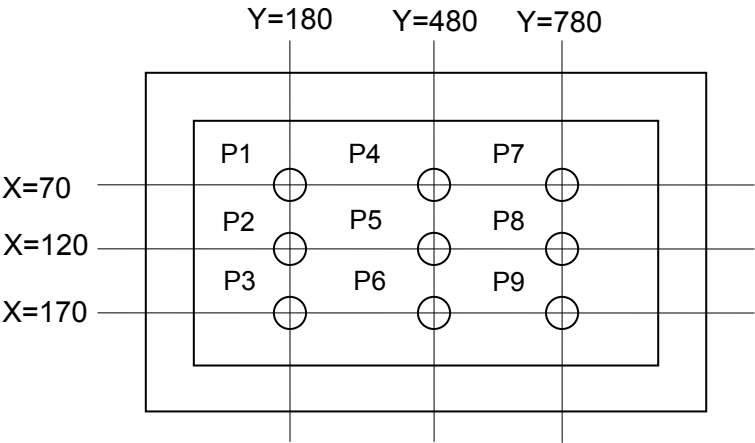 Y=180 Y=480 Y=780
P1 P4 P7
X=70
P2 P5 P8
X=120
P3 P6 P9
X=170